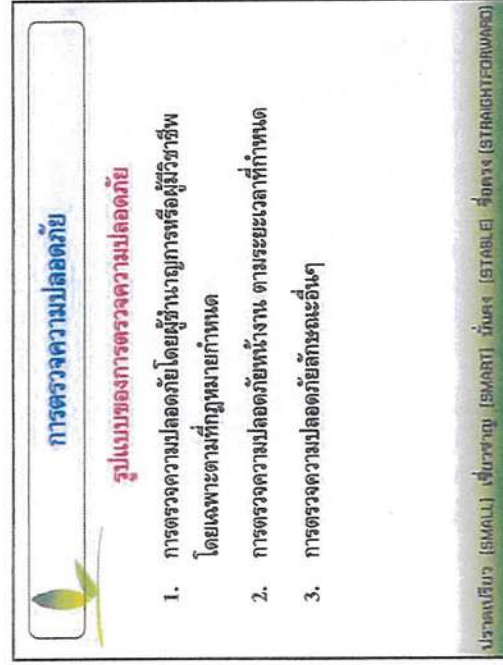 การตรวจความปลอดภัย
รูปแบบของการตรวจความปลอดภัย
1. การตรวจความปลอดภัยโดยผู้ชำนาญการหรือผู้มีวิชาชีพ
โดยเฉพาะตามที่กฎหมายกำหนด
2. การตรวจความปลอดภัยหน้างาน ตามระยะเวลาที่กำหนด
3. การตรวจความปลอดภัยลักษณะอื่นๆ
ปราดเปรียว (SMALL) เชี่ยวชาญ (SMART) มั่นคง (STABLE) ซื่อตรง (STRAIGHTFORWARD)